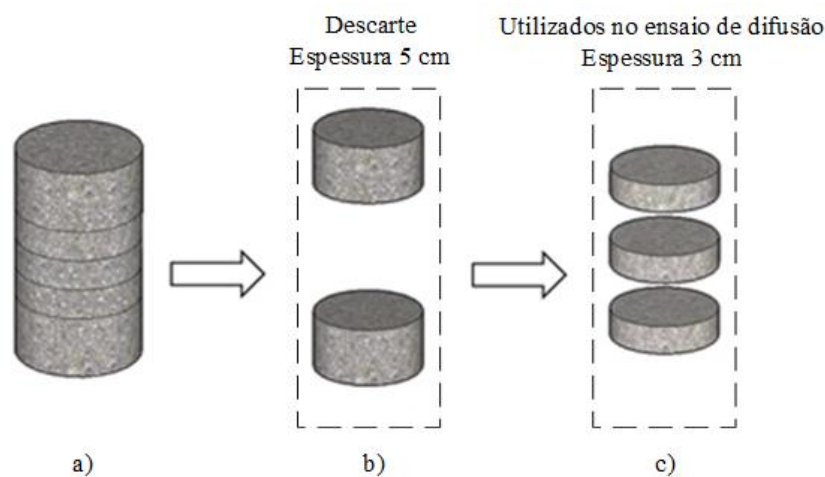 Descarte
Espessura 5 cm
Utilizados no ensaio de difusão
Espessura 3 cm
a)
b)
c)